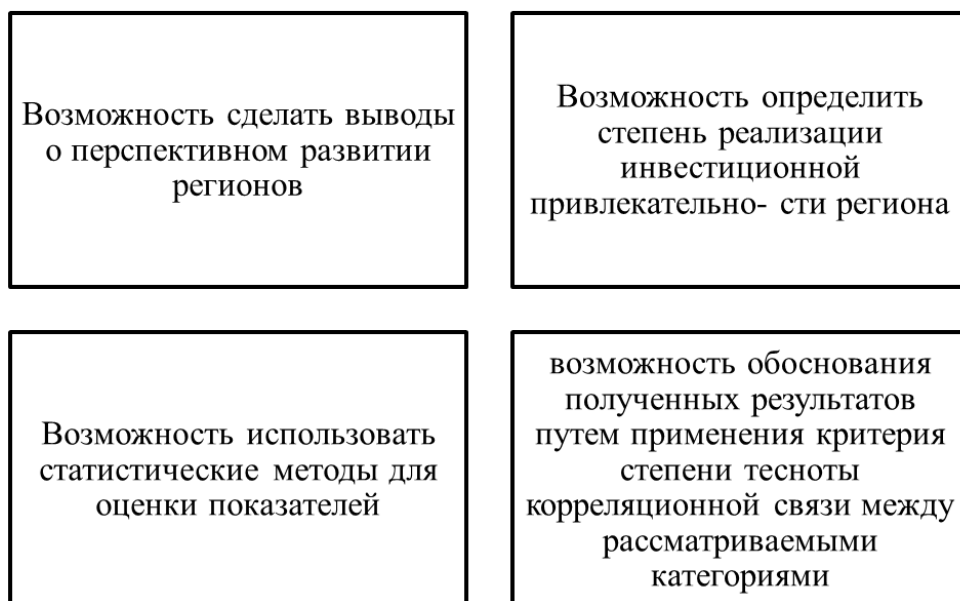 Возможность сделать выводы
о перспективном развитии
регионов
Возможность определить
степень реализации
инвестиционной
привлекательно- сти региона
Возможность использовать
статистические методы для
оценки показателей
возможность обоснования
полученных результатов
путем применения критерия
степени тесноты
корреляционной связи между
рассматриваемыми
категориями